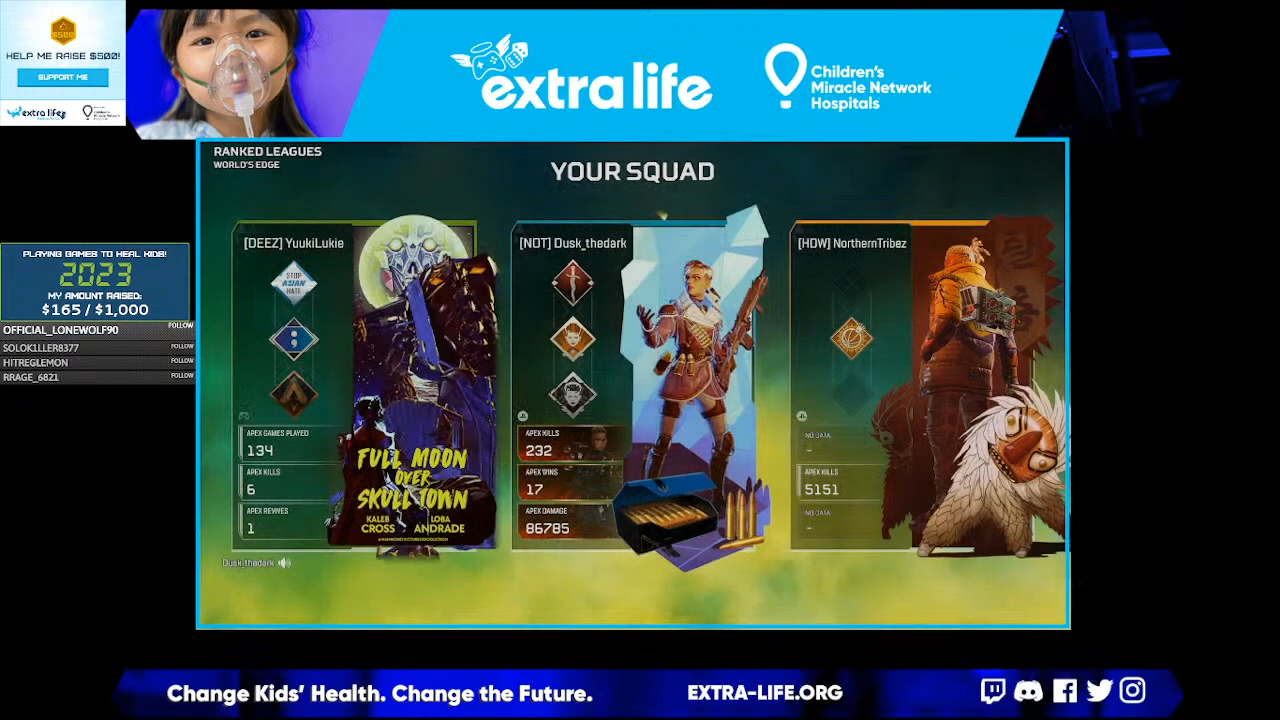 $500
HELP ME RAISE $500!
SUPPORT ME
extra life
extra life
Children's
Miracle Network
Hospitals
RANKED LEAGUES
WORLD'S EDGE
YOUR SQUAD
[DEEZ] YuukiLukie
STOP
ASIAN
HATE
APEX GAMES PLAYED
134
APEX KILLS
6
APEX REVIVES
1
FULL MOON
OVER
SKULL TOWN
KALEB
CROSS
LOBA
ANDRADE
[NOT] Dusk_thedark
APEX KILLS
232
APEX WINS
17
APEX DAMAGE
86785
[HDW] NorthernTribez
NO DATA
-
APEX KILLS
5151
NO DATA
-
Dusk_thedark
PLAYING GAMES TO HEAL KIDS!
2023
MY AMOUNT RAISED:
$165 / $1,000
OFFICIAL_LONEWOLF90 FOLLOW
SOLOK1LLER8377 FOLLOW
HITREGLEMON FOLLOW
RRAGE_6821 FOLLOW
Change Kids' Health. Change the Future.
EXTRA-LIFE.ORG